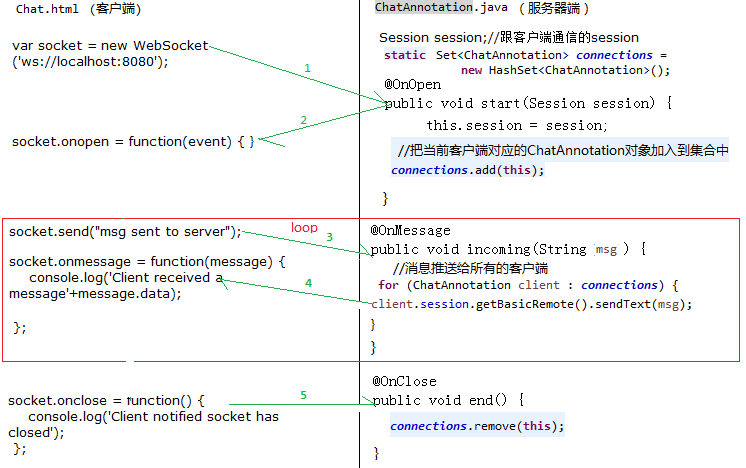 Chat.html (客户端)
var socket = new WebSocket
('ws://localhost:8080');
socket.onopen = function(event) { }
socket.send("msg sent to server");
socket.onmessage = function(message) {
console.log('Client received a
message'+message.data);
};
socket.onclose = function() {
console.log('Client notified socket has
closed');
};
1
2
loop
3
4
5
ChatAnnotation.java (服务器端)
Session session;//跟客户端通信的session
static Set<ChatAnnotation> connections =
new HashSet<ChatAnnotation>();
@OnOpen
public void start(Session session) {
this.session = session;
//把当前客户端对应的ChatAnnotation对象加入到集合中
connections.add(this);
}
@OnMessage
public void incoming(String msg ) {
//消息推送给所有的客户端
for (ChatAnnotation client : connections) {
client.session.getBasicRemote().sendText(msg);
}
}
@OnClose
public void end() {
connections.remove(this);
}